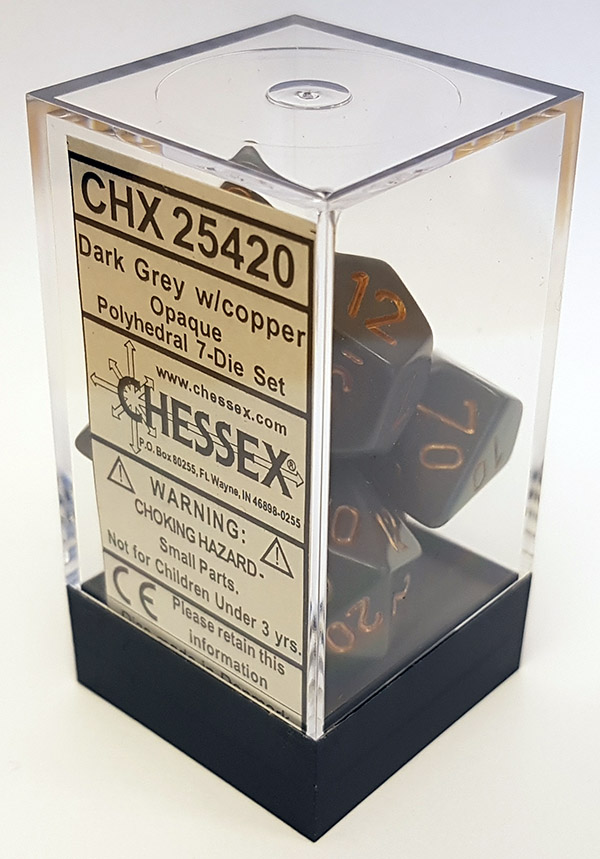 CHX 25420
Dark Grey w/copper
Opaque
Polyhedral 7-Die Set
www.chessex.com
CHESSEX®
P.O. Box 80255, Ft. Wayne, IN 46898-0255
WARNING:
CHOKING HAZARD-
Small Parts.
Not for Children Under 3 yrs.
CE
Please retain this
information
12
70
10
20
2